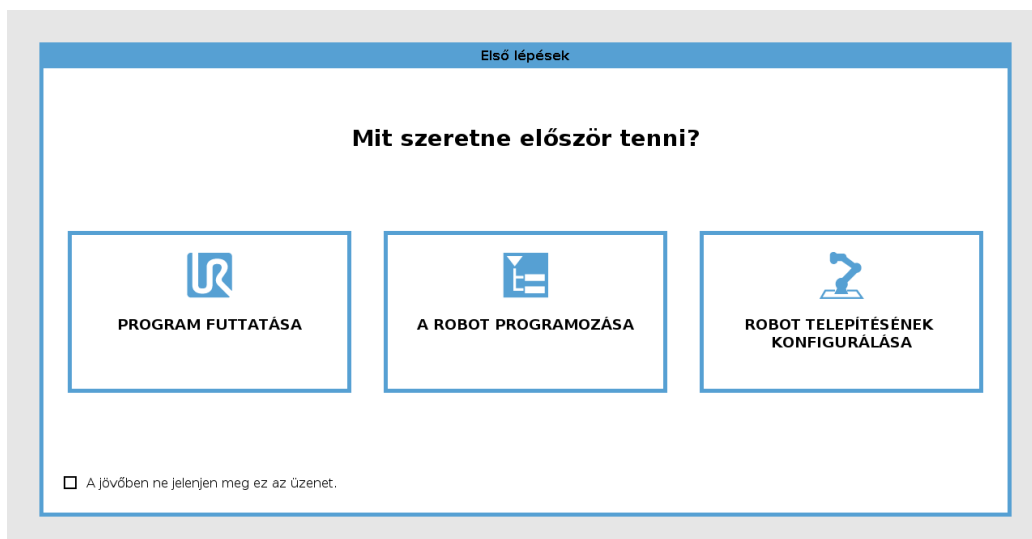 Első lépések
Mit szeretne először tenni?
PROGRAM FUTTATÁSA
A ROBOT PROGRAMOZÁSA
ROBOT TELEPÍTÉSÉNEK
KONFIGURÁLÁSA
A jövőben ne jelenjen meg ez az üzenet.